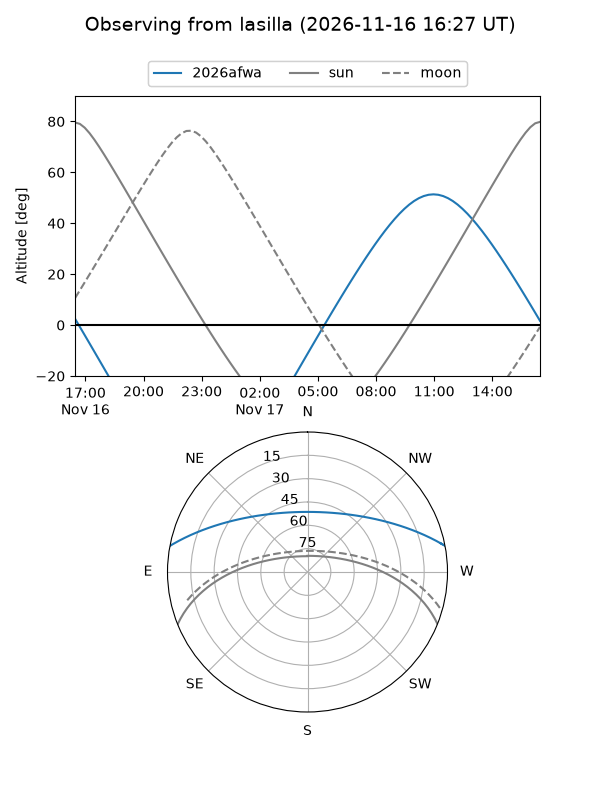 Observing from lasilla (2026-11-16 16:27 UT)
2026afwa sun moon
Altitude [deg]
80
60
40
20
0
−20
17:00 20:00 23:00 02:00 05:00 08:00 11:00 14:00
Nov 16 Nov 17
N
NE NW
15
30
45
60
75
E W
SE SW
S